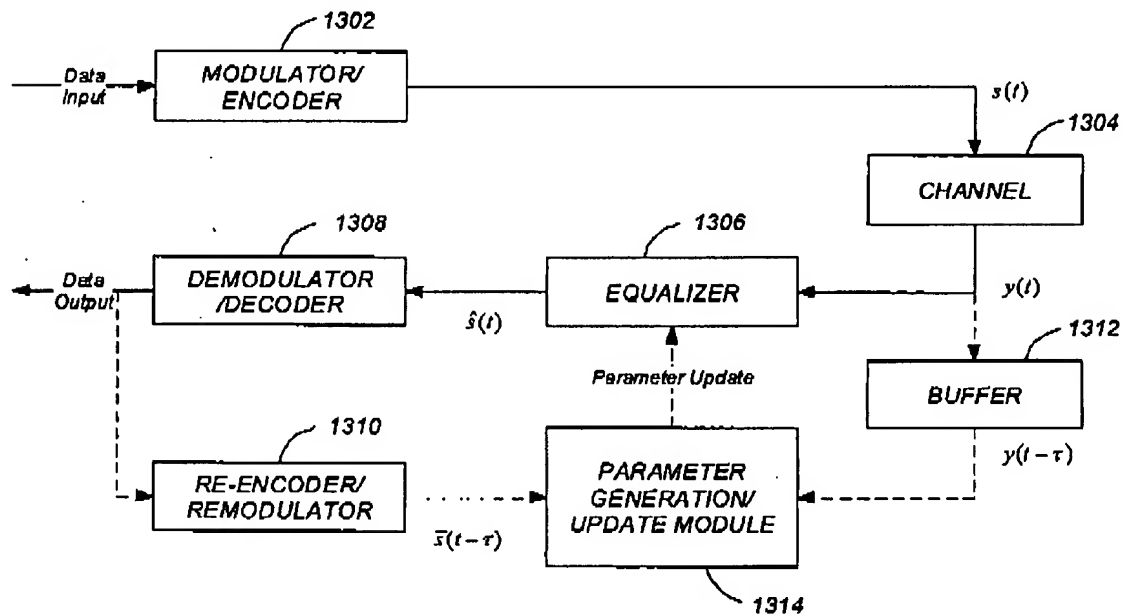 1302
Data
Input
MODULATOR/
ENCODER
s(t)
1304
CHANNEL
1308
1306
Data
Output
DEMODULATOR
/DECODER
ŝ(t)
EQUALIZER
y(t)
1312
Parameter Update
BUFFER
1310
RE-ENCODER/
REMODULATOR
s̅(t-τ)
PARAMETER
GENERATION/
UPDATE MODULE
y(t-τ)
1314